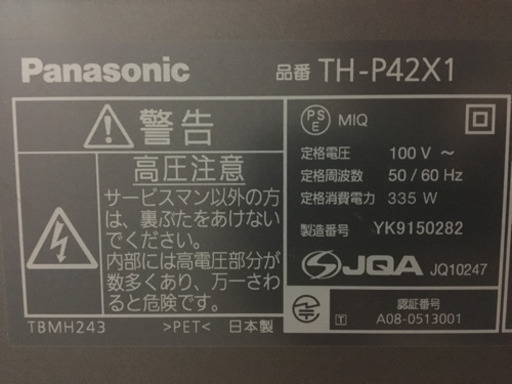 Panasonic
品番 TH-P42X1
警告
高圧注意
サービスマン以外の方
は、裏ぶたをあけない
でください。
内部には高電圧部分が
数多くあり、万一さわる
と危険です。
TBMH243 >PET< 日本製
PS
E MIQ
定格電圧 100 V ～
定格周波数 50 / 60 Hz
定格消費電力 335 W
製造番号 YK9150282
JQA JQ10247
認証番号
T A08-0513001